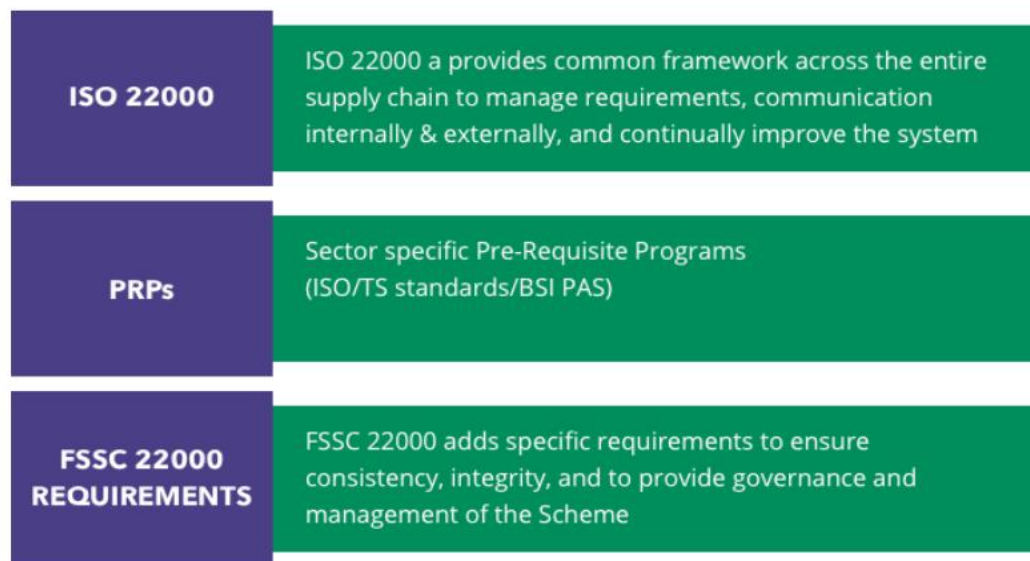 ISO 22000
ISO 22000 a provides common framework across the entire
supply chain to manage requirements, communication
internally & externally, and continually improve the system
PRPs
Sector specific Pre-Requisite Programs
(ISO/TS standards/BSI PAS)
FSSC 22000
REQUIREMENTS
FSSC 22000 adds specific requirements to ensure
consistency, integrity, and to provide governance and
management of the Scheme